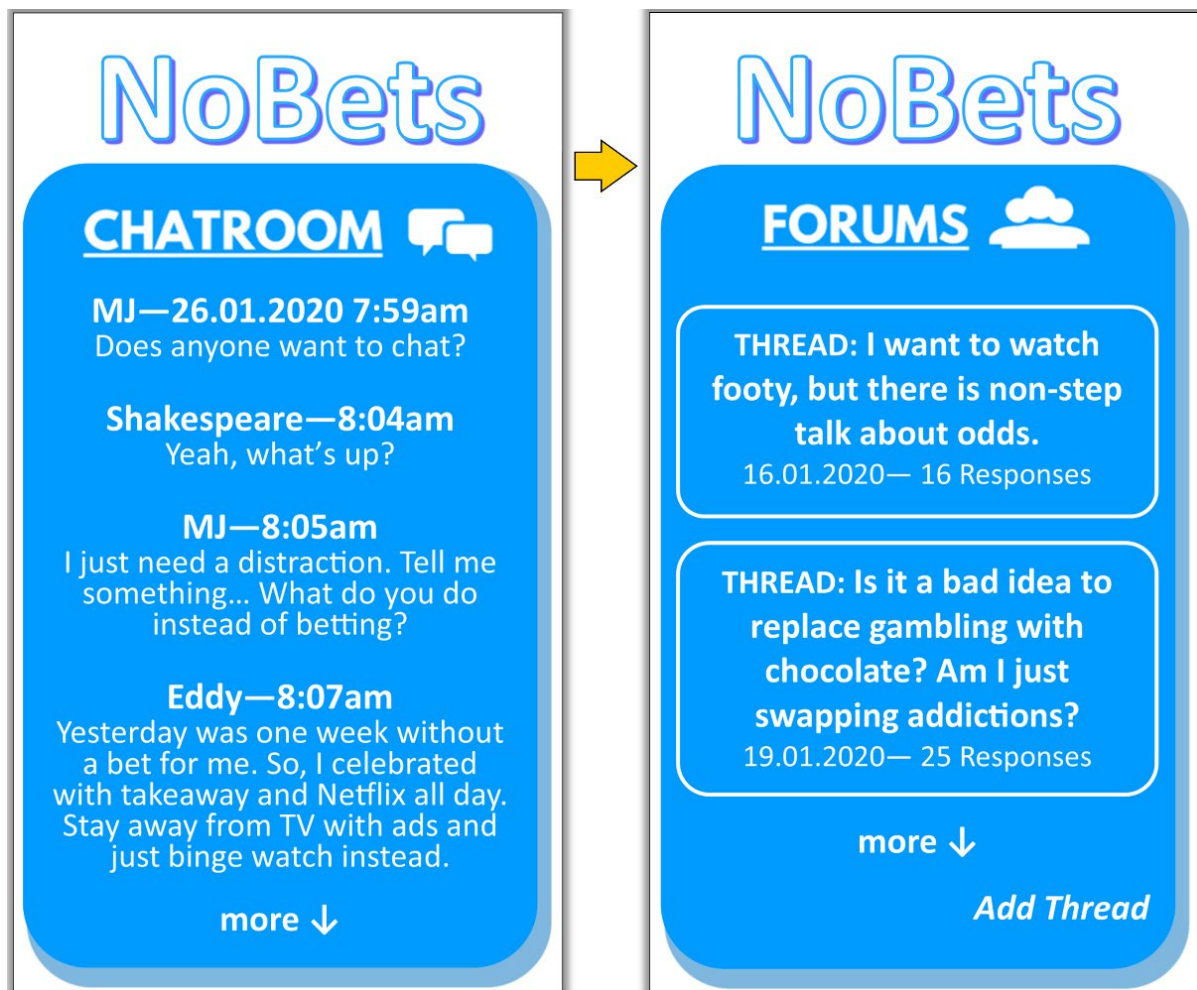 NoBets
CHATROOM
MJ—26.01.2020 7:59am
Does anyone want to chat?
Shakespeare—8:04am
Yeah, what’s up?
MJ—8:05am
I just need a distraction. Tell me
something... What do you do
instead of betting?
Eddy—8:07am
Yesterday was one week without
a bet for me. So, I celebrated
with takeaway and Netflix all day.
Stay away from TV with ads and
just binge watch instead.
more ↓
NoBets
FORUMS
THREAD: I want to watch
footy, but there is non-step
talk about odds.
16.01.2020— 16 Responses
THREAD: Is it a bad idea to
replace gambling with
chocolate? Am I just
swapping addictions?
19.01.2020— 25 Responses
more ↓
Add Thread